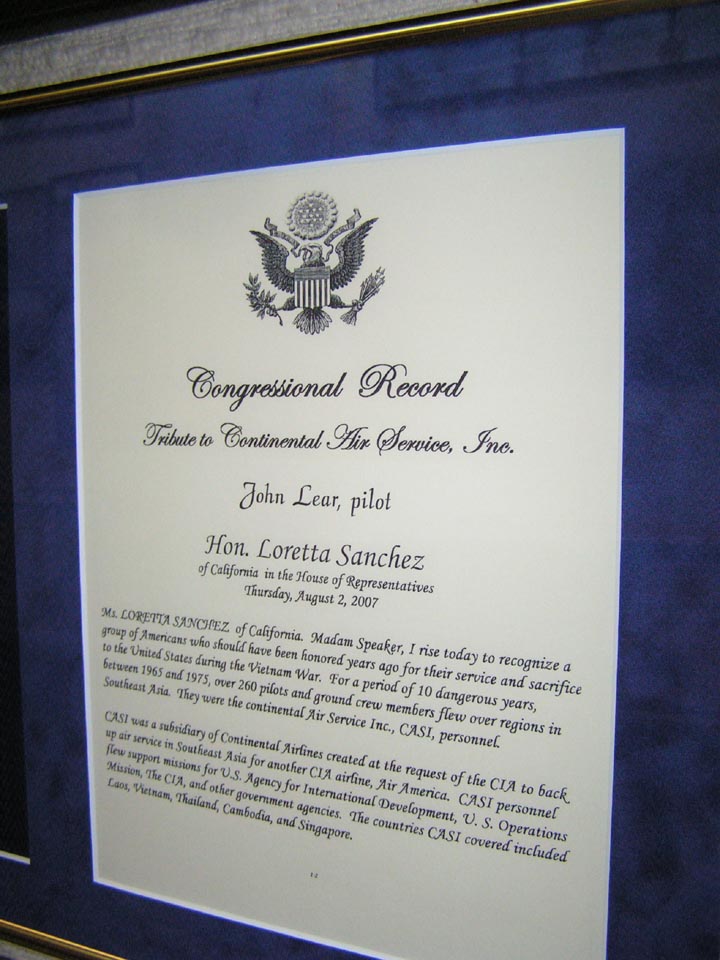 Congressional Record
Tribute to Continental Air Service, Inc.
John Lear, pilot
Hon. Loretta Sanchez
of California in the House of Representatives
Thursday, August 2, 2007
Ms. LORETTA SANCHEZ of California. Madam Speaker, I rise today to recognize a
group of Americans who should have been honored years ago for their service and sacrifice
to the United States during the Vietnam War. For a period of 10 dangerous years,
between 1965 and 1975, over 260 pilots and ground crew members flew over regions in
Southeast Asia. They were the continental Air Service Inc., CASI, personnel.
CASI was a subsidiary of Continental Airlines created at the request of the CIA to back
up air service in Southeast Asia for another CIA airline, Air America. CASI personnel
flew support missions for U.S. Agency for International Development, U. S. Operations
Mission, The CIA, and other government agencies. The countries CASI covered included
Laos, Vietnam, Thailand, Cambodia, and Singapore.